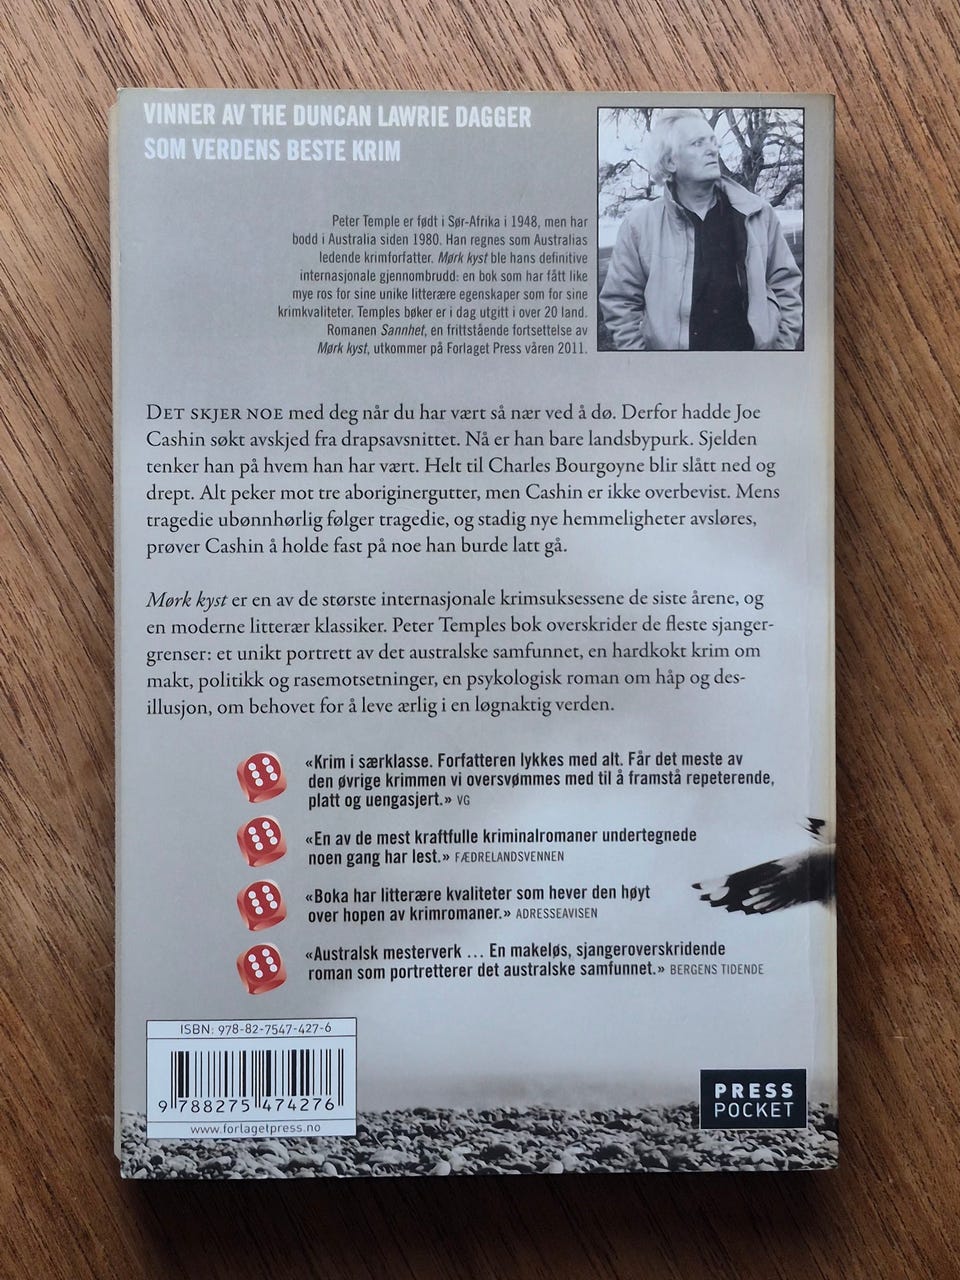 VINNER AV THE DUNCAN LAWRIE DAGGER
SOM VERDENS BESTE KRIM
Peter Temple er født i Sør-Afrika i 1948, men har
bodd i Australia siden 1980. Han regnes som Australias
ledende krimforfatter. Mørk kyst ble hans definitive
internasjonale gjennombrudd: en bok som har fått like
mye ros for sine unike litterære egenskaper som for sine
krimkvaliteter. Temples bøker er i dag utgitt i over 20 land.
Romanen Sannhet, en frittstående fortsettelse av
Mørk kyst, utkommer på Forlaget Press våren 2011.
DET SKJER NOE med deg når du har vært så nær ved å dø. Derfor hadde Joe
Cashin søkt avskjed fra drapsavsnittet. Nå er han bare landsbypurk. Sjelden
tenker han på hvem han har vært. Helt til Charles Bourgoyne blir slått ned og
drept. Alt peker mot tre aboriginergutter, men Cashin er ikke overbevist. Mens
tragedie ubønnhørlig følger tragedie, og stadig nye hemmeligheter avsløres,
prøver Cashin å holde fast på noe han burde latt gå.
Mørk kyst er en av de største internasjonale krimsuksessene de siste årene, og
en moderne litterær klassiker. Peter Temples bok overskrider de fleste sjanger-
grenser: et unikt portrett av det australske samfunnet, en hardkokt krim om
makt, politikk og rasemotsetninger, en psykologisk roman om håp og des-
illusjon, om behovet for å leve ærlig i en løgnaktig verden.
«Krim i særklasse. Forfatteren lykkes med alt. Får det meste av
den øvrige krimmen vi oversvømmes med til å framstå repeterende,
platt og uengasjert.» VG
«En av de mest kraftfulle kriminalromaner undertegnede
noen gang har lest.» FÆDRELANDSVENNEN
«Boka har litterære kvaliteter som hever den høyt
over hopen av krimromaner.» ADRESSEAVISEN
«Australsk mesterverk ... En makeløs, sjangeroverskridende
roman som portretterer det australske samfunnet.» BERGENS TIDENDE
ISBN: 978-82-7547-427-6
9 788275 474276
www.forlagetpress.no
PRESS
POCKET